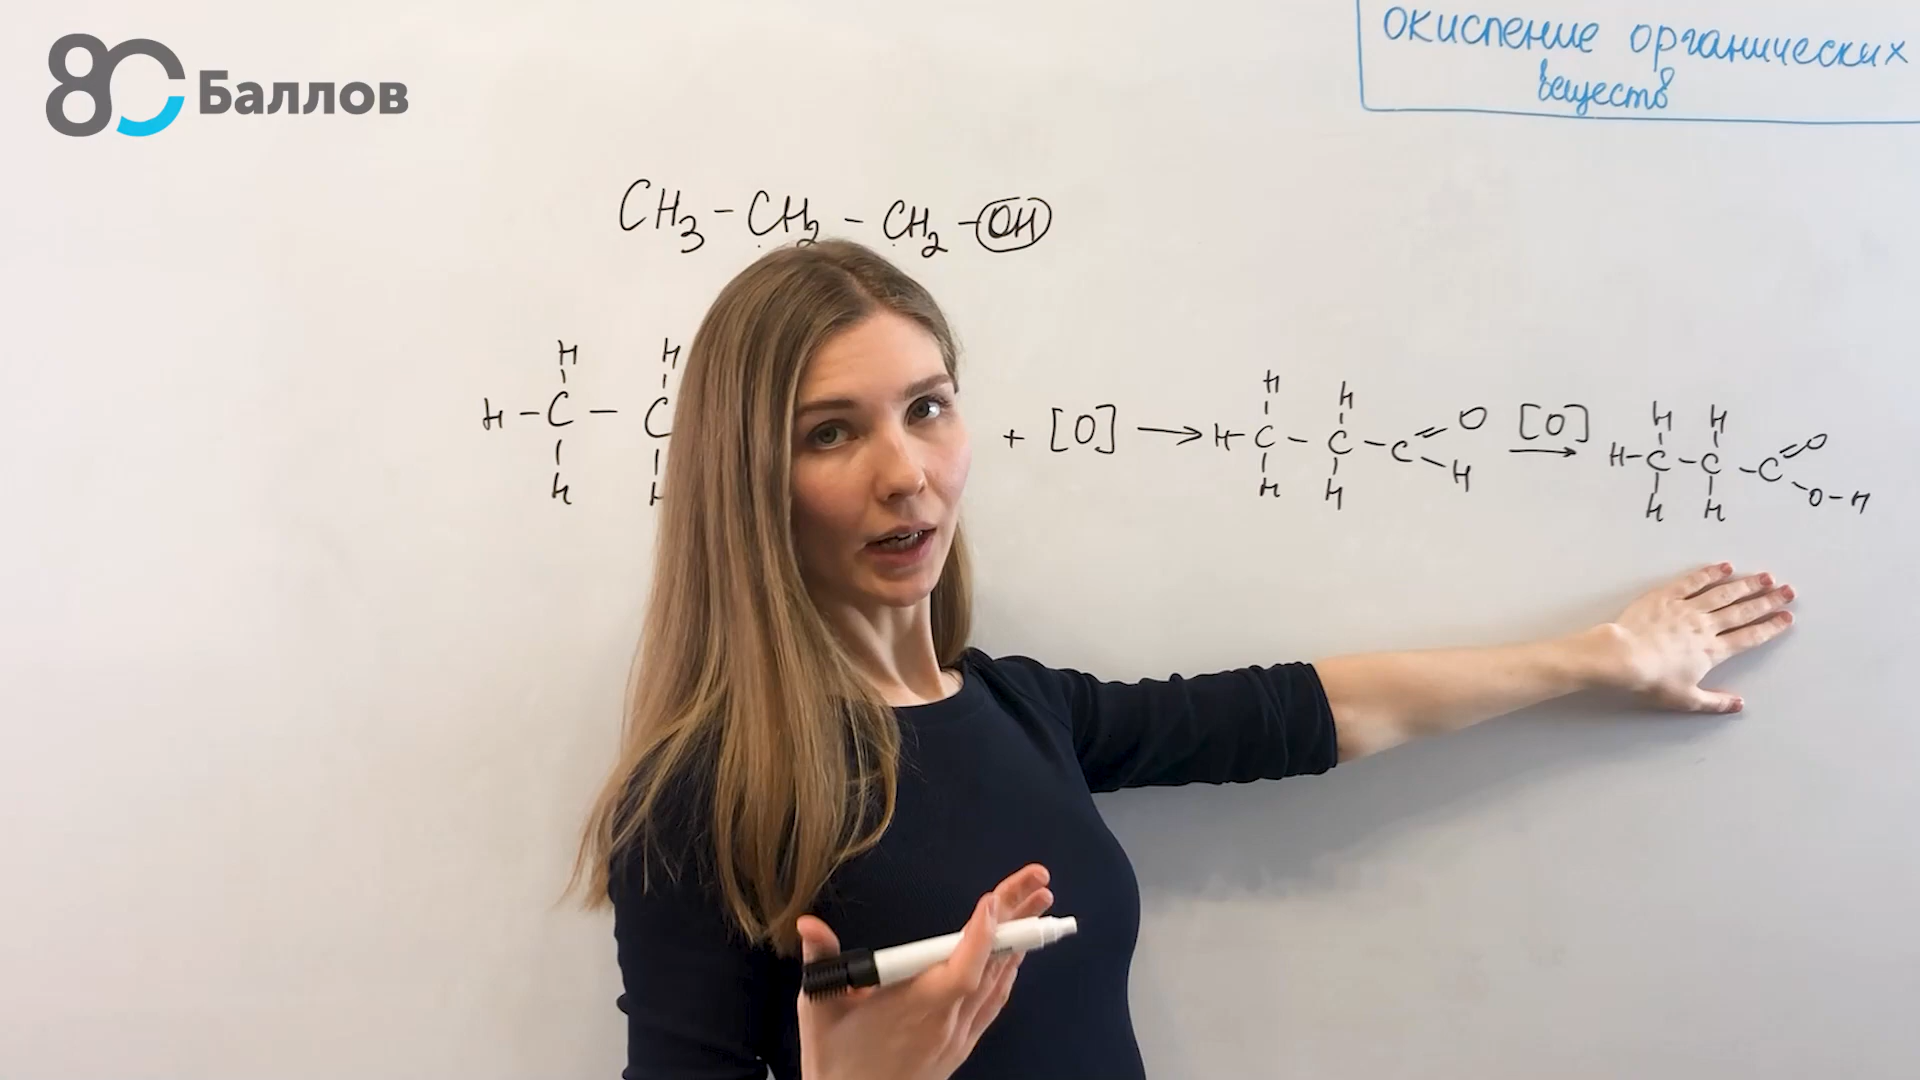 80 Баллов
окисление органических
веществ
CH3 - CH2 - CH2 - OH
H H
H - C - C
H H
+ [O] →
H H
H - C - C - C = O
H H H
[O] →
H H
H - C - C - C = O
H H O - H